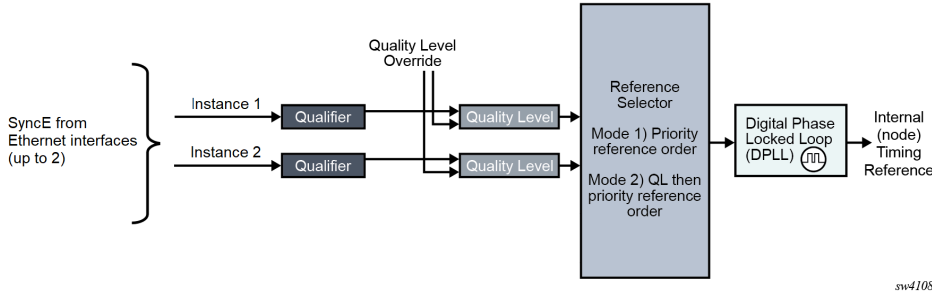 Quality Level
Override
SyncE from
Ethernet interfaces
(up to 2)
Instance 1
Qualifier
Quality Level
Instance 2
Qualifier
Quality Level
Reference
Selector
Mode 1) Priority
reference order
Mode 2) QL then
priority reference
order
Digital Phase
Locked Loop
(DPLL)
Internal
(node)
Timing
Reference
sw4108